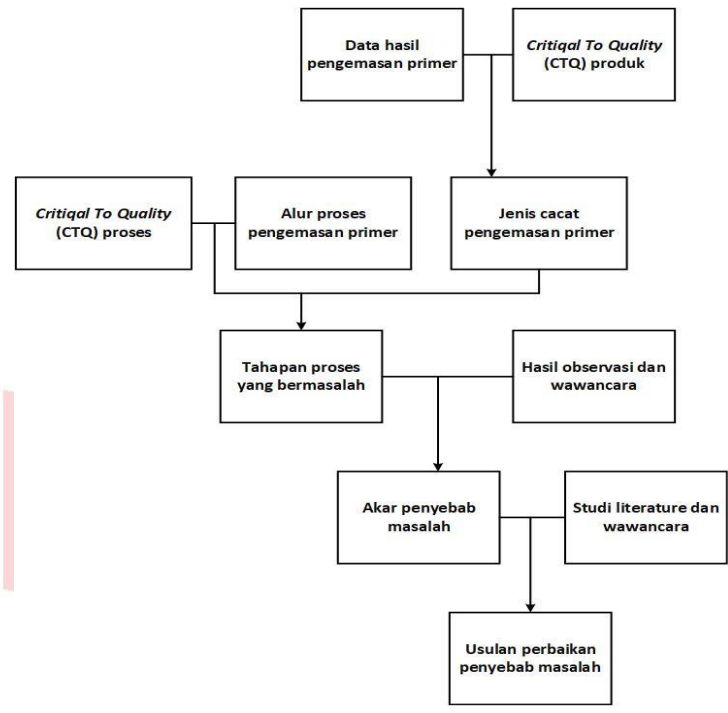 Data hasil
pengemasan primer
Critiqal To Quality
(CTQ) produk
Critiqal To Quality
(CTQ) proses
Alur proses
pengemasan primer
Jenis cacat
pengemasan primer
Tahapan proses
yang bermasalah
Hasil observasi dan
wawancara
Akar penyebab
masalah
Studi literature dan
wawancara
Usulan perbaikan
penyebab masalah